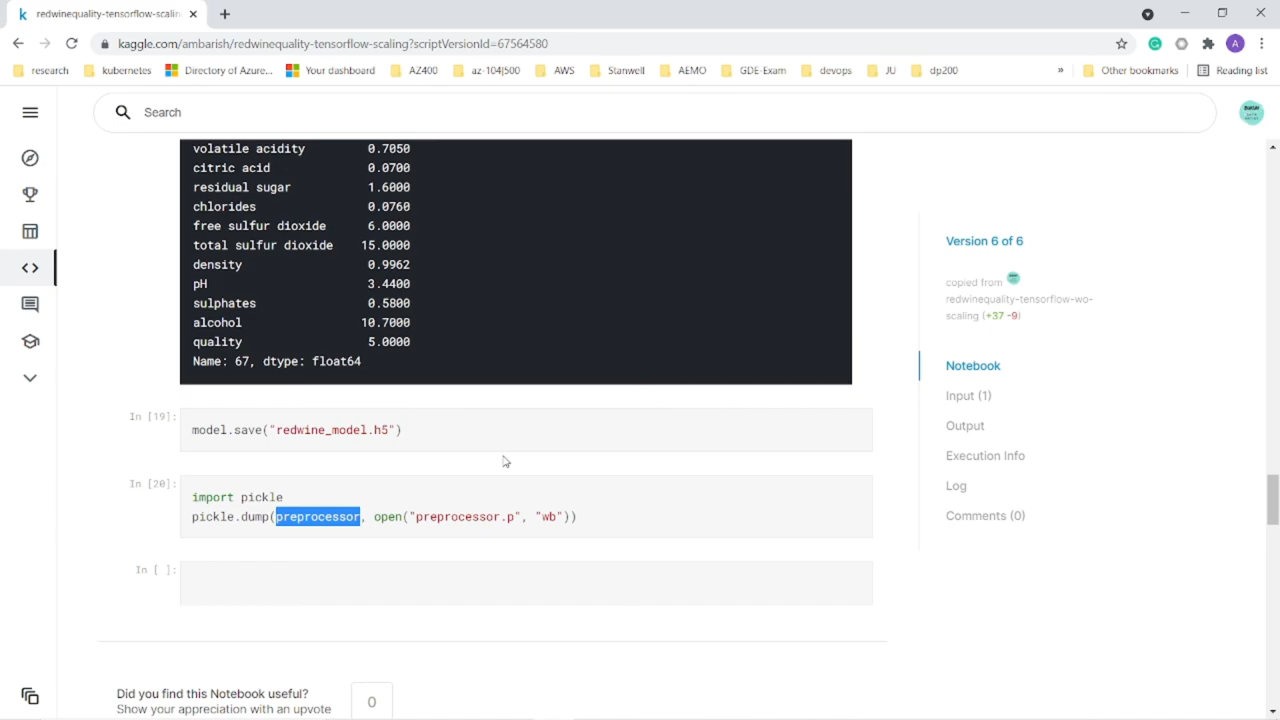 redwinequality-tensorflow-scalin
kaggle.com/ambarish/redwinequality-tensorflow-scaling?scriptVersionId=67564580
A
research
kubernetes
Directory of Azure...
Your dashboard
AZ400
az-104|500
AWS
Stanwell
AEMO
GDE-Exam
devops
JU
dp200
»
Other bookmarks
Reading list
Search
volatile acidity 0.7050
citric acid 0.0700
residual sugar 1.6000
chlorides 0.0760
free sulfur dioxide 6.0000
total sulfur dioxide 15.0000
density 0.9962
pH 3.4400
sulphates 0.5800
alcohol 10.7000
quality 5.0000
Name: 67, dtype: float64
In [19]:
model.save("redwine_model.h5")
In [20]:
import pickle
pickle.dump(preprocessor, open("preprocessor.p", "wb"))
In [ ]:
Did you find this Notebook useful?
Show your appreciation with an upvote
0
Version 6 of 6
copied from
redwinequality-tensorflow-wo-
scaling (+37 -9)
Notebook
Input (1)
Output
Execution Info
Log
Comments (0)